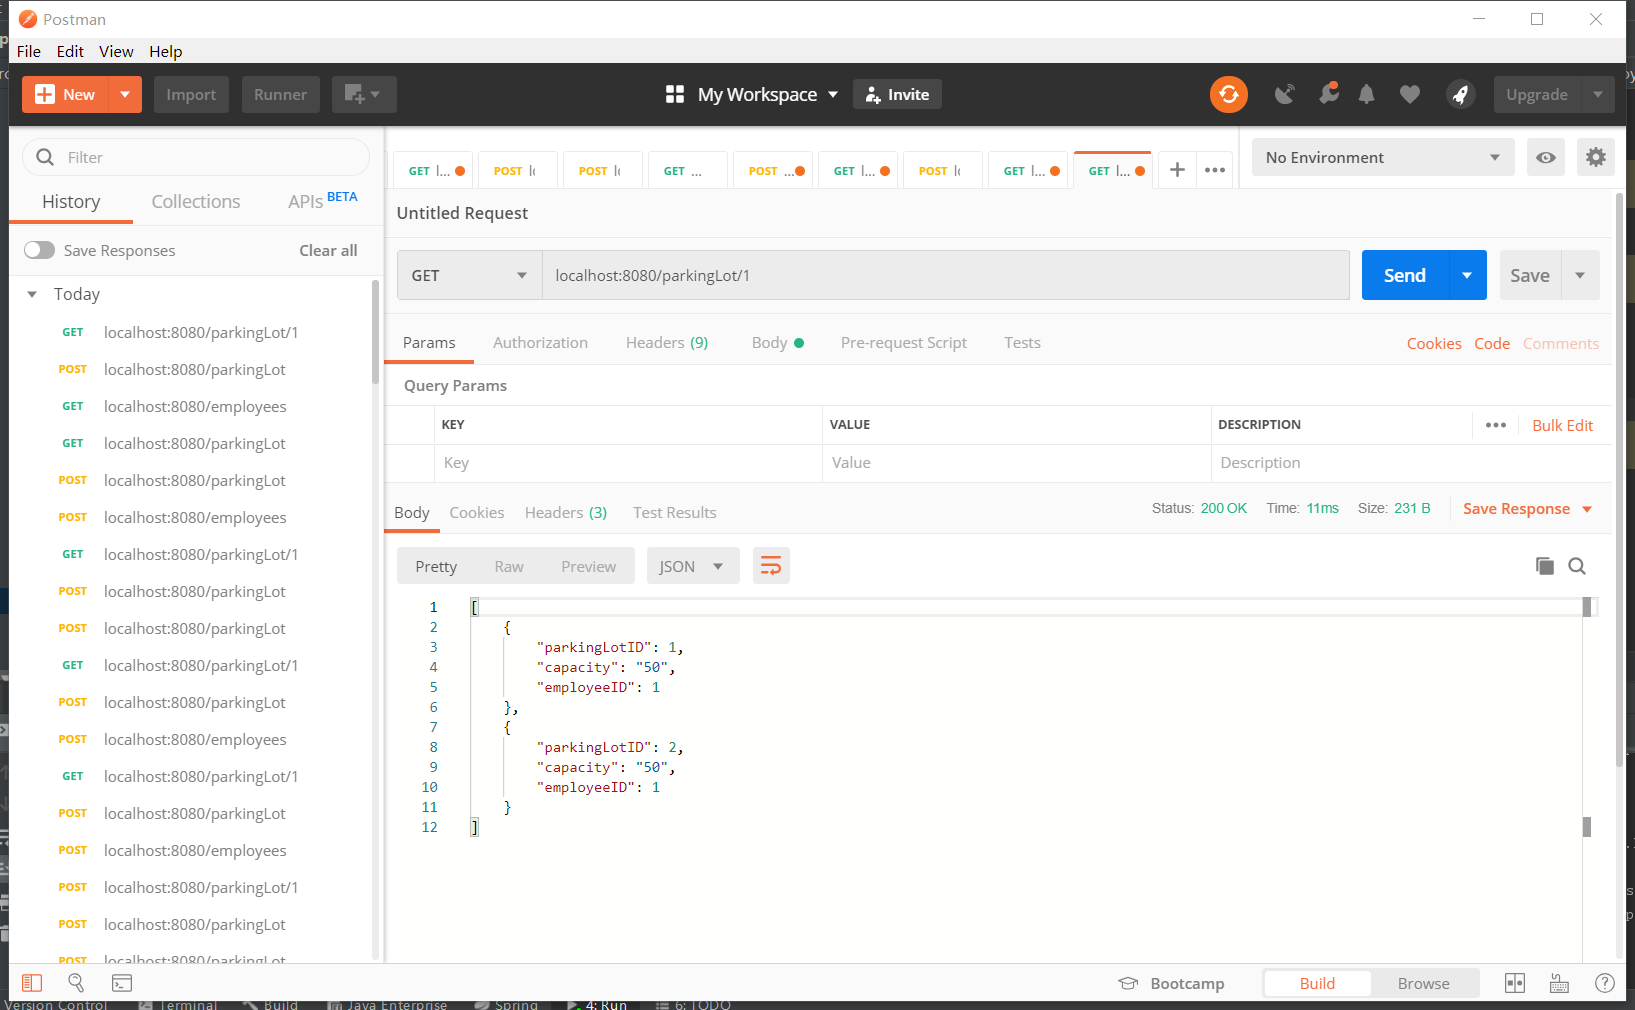 Postman
File Edit View Help
New Import Runner My Workspace Invite Upgrade
Filter
History Collections APIs BETA
Save Responses Clear all
Today
GET localhost:8080/parkingLot/1
POST localhost:8080/parkingLot
GET localhost:8080/employees
GET localhost:8080/parkingLot
POST localhost:8080/parkingLot
POST localhost:8080/employees
GET localhost:8080/parkingLot/1
POST localhost:8080/parkingLot
POST localhost:8080/parkingLot
GET localhost:8080/parkingLot/1
POST localhost:8080/parkingLot
POST localhost:8080/employees
GET localhost:8080/parkingLot/1
POST localhost:8080/parkingLot
POST localhost:8080/employees
POST localhost:8080/parkingLot/1
POST localhost:8080/parkingLot
POST localhost:8080/parkingLot
GET l... POST POST GET ... POST ... GET l... POST GET l... GET l... + •••
No Environment
Untitled Request
GET localhost:8080/parkingLot/1 Send Save
Params Authorization Headers (9) Body Pre-request Script Tests Cookies Code Comments
Query Params
KEY VALUE DESCRIPTION ••• Bulk Edit
Key Value Description
Body Cookies Headers (3) Test Results Status: 200 OK Time: 11ms Size: 231 B Save Response
Pretty Raw Preview JSON
1 [
2 {
3 "parkingLotID": 1,
4 "capacity": "50",
5 "employeeID": 1
6 },
7 {
8 "parkingLotID": 2,
9 "capacity": "50",
10 "employeeID": 1
11 }
12 ]
Bootcamp Build Browse
Version Control Terminal Build Java Enterprise Spring 4: Run 6: TODO